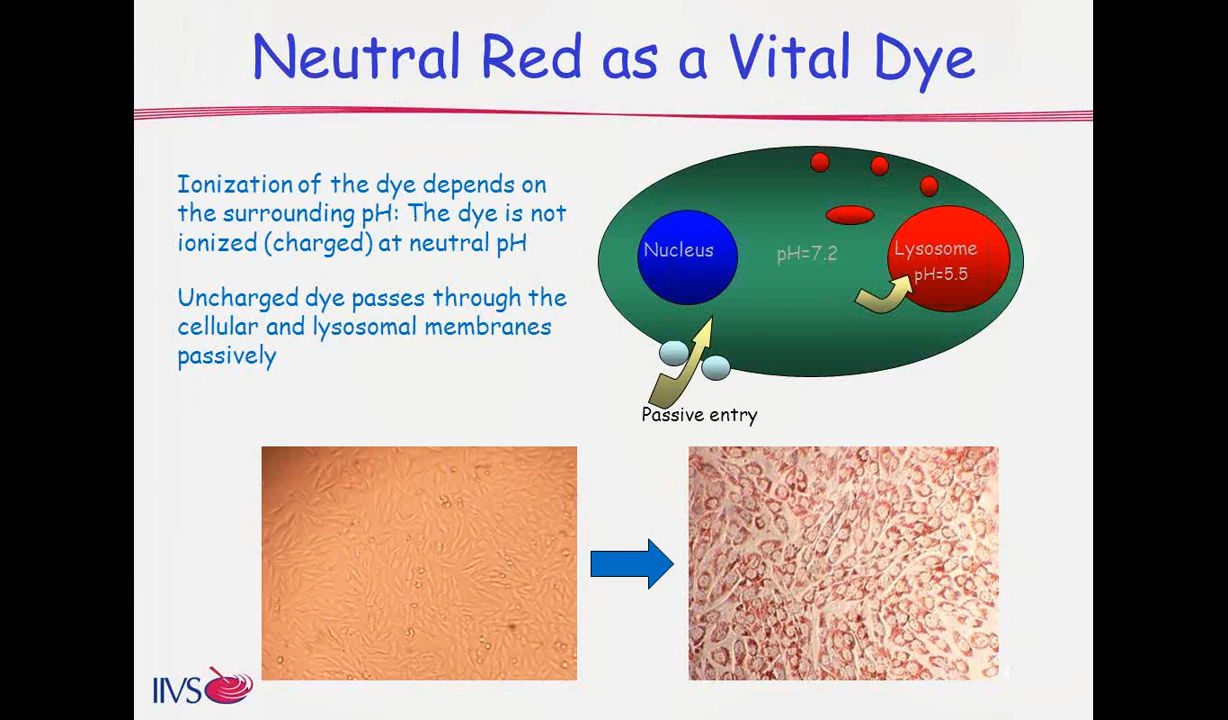 Neutral Red as a Vital Dye
Ionization of the dye depends on
the surrounding pH: The dye is not
ionized (charged) at neutral pH
Uncharged dye passes through the
cellular and lysosomal membranes
passively
Nucleus
pH=7.2
Lysosome
pH=5.5
Passive entry
IIVS